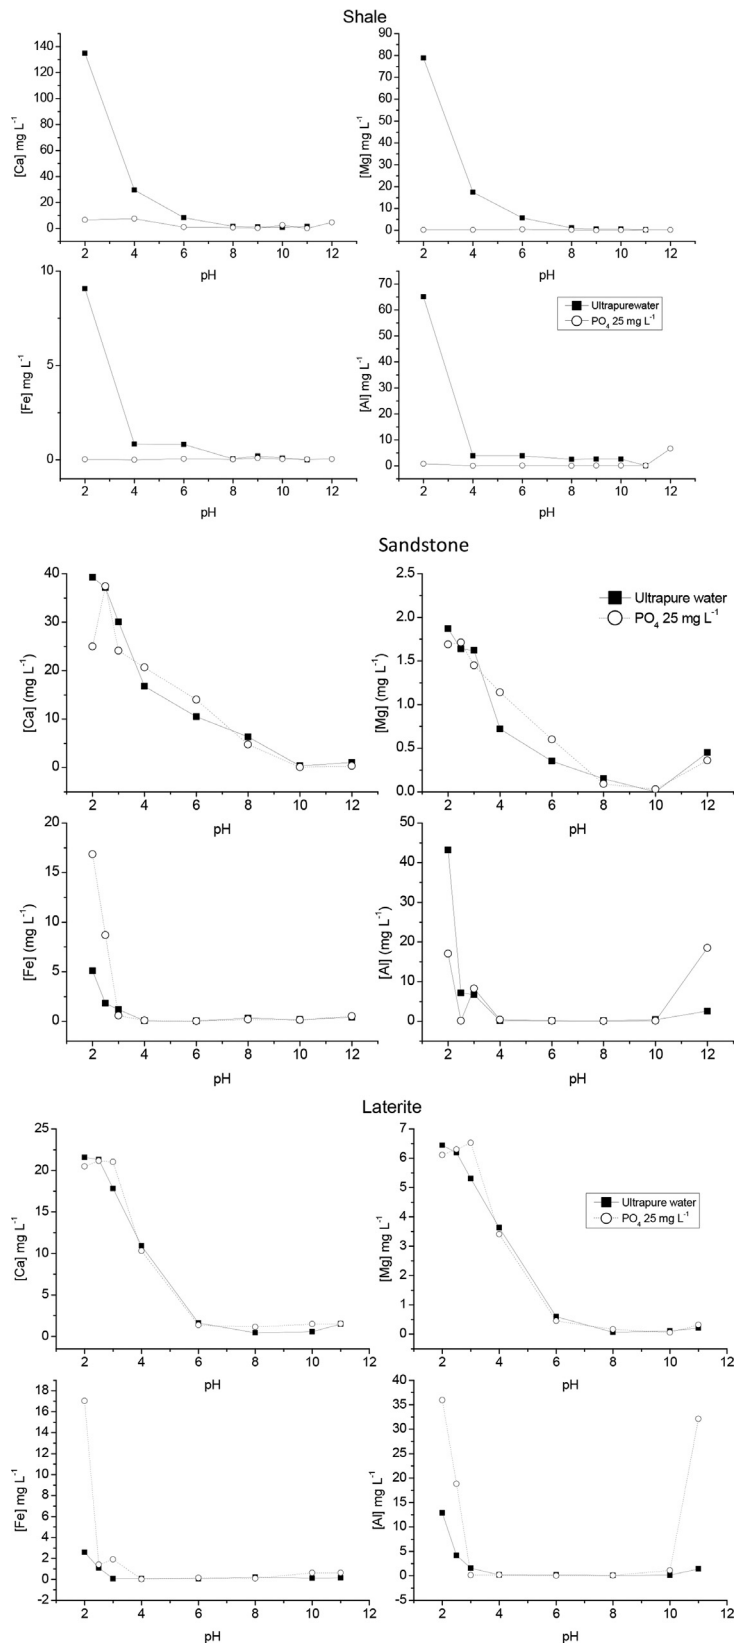 Shale
[Ca] mg L⁻¹
140
120
100
80
60
40
20
0
2 4 6 8 10 12
pH
[Mg] mg L⁻¹
90
80
70
60
50
40
30
20
10
0
2 4 6 8 10 12
pH
[Fe] mg L⁻¹
10
5
0
2 4 6 8 10 12
pH
[Al] mg L⁻¹
70
60
50
40
30
20
10
0
2 4 6 8 10 12
pH
Ultrapurewater
PO₄ 25 mg L⁻¹
Sandstone
[Ca] (mg L⁻¹)
40
30
20
10
0
2 4 6 8 10 12
pH
[Mg] (mg L⁻¹)
2.5
2.0
1.5
1.0
0.5
0.0
2 4 6 8 10 12
pH
Ultrapure water
PO₄ 25 mg L⁻¹
[Fe] (mg L⁻¹)
20
15
10
5
0
2 4 6 8 10 12
pH
[Al] (mg L⁻¹)
50
40
30
20
10
0
2 4 6 8 10 12
pH
Laterite
[Ca] mg L⁻¹
25
20
15
10
5
0
2 4 6 8 10 12
pH
[Mg] mg L⁻¹
7
6
5
4
3
2
1
0
2 4 6 8 10 12
pH
Ultrapure water
PO₄ 25 mg L⁻¹
[Fe] mg L⁻¹
18
16
14
12
10
8
6
4
2
0
-2
2 4 6 8 10 12
pH
[Al] mg L⁻¹
40
35
30
25
20
15
10
5
0
-5
2 4 6 8 10 12
pH